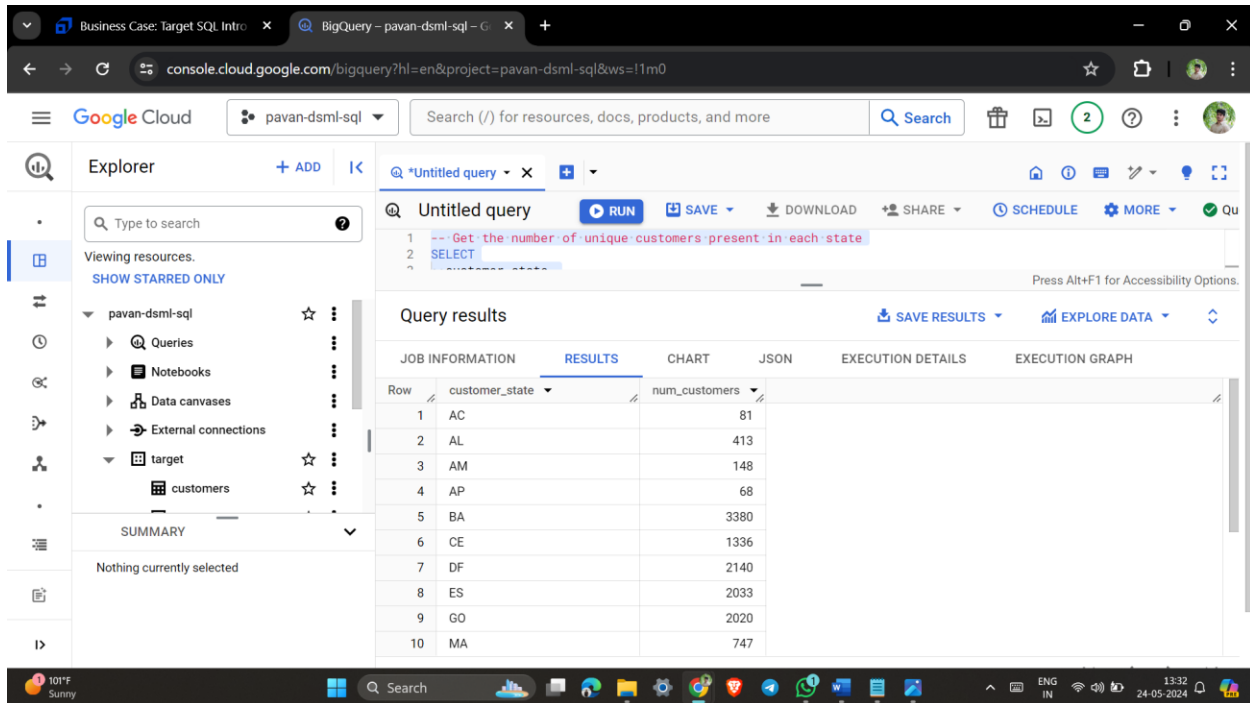 Business Case: Target SQL Intro
BigQuery – pavan-dsml-sql – G
console.cloud.google.com/bigquery?hl=en&project=pavan-dsml-sql&ws=!1m0
Google Cloud
pavan-dsml-sql
Search (/) for resources, docs, products, and more
Search
2
Explorer
+ ADD
*Untitled query
Type to search
Untitled query
RUN
SAVE
DOWNLOAD
SHARE
SCHEDULE
MORE
Qu
Viewing resources.
SHOW STARRED ONLY
1 -- Get the number of unique customers present in each state
2 SELECT
customer_state
Press Alt+F1 for Accessibility Options.
pavan-dsml-sql
Queries
Notebooks
Data canvases
External connections
target
customers
SUMMARY
Nothing currently selected
Query results
SAVE RESULTS
EXPLORE DATA
JOB INFORMATION RESULTS CHART JSON EXECUTION DETAILS EXECUTION GRAPH
Row customer_state num_customers
1 AC 81
2 AL 413
3 AM 148
4 AP 68
5 BA 3380
6 CE 1336
7 DF 2140
8 ES 2033
9 GO 2020
10 MA 747
1
101°F
Sunny
Search
ENG
IN
13:32
24-05-2024